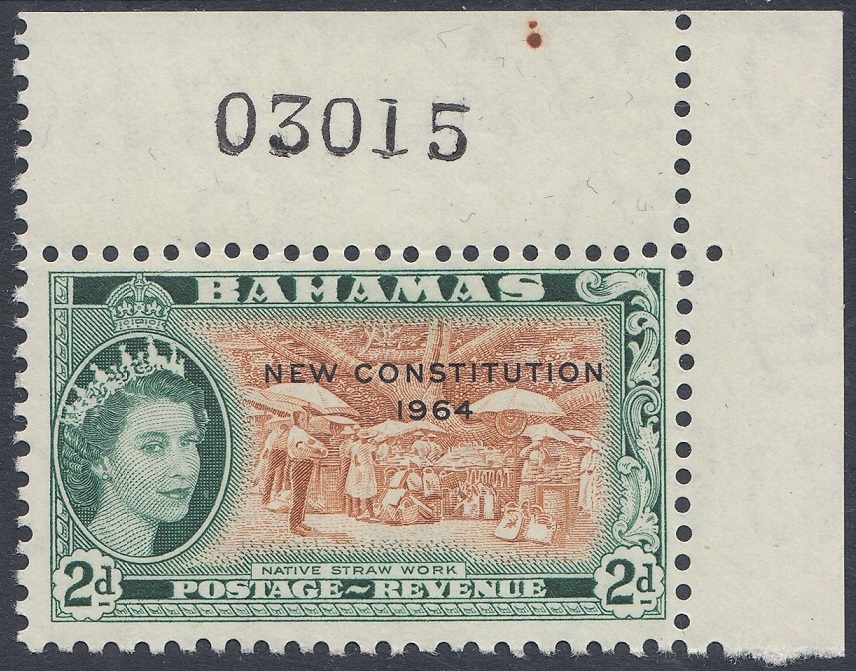 03015
BAHAMAS
NEW CONSTITUTION
1964
NATIVE STRAW WORK
2d POSTAGE~REVENUE 2d